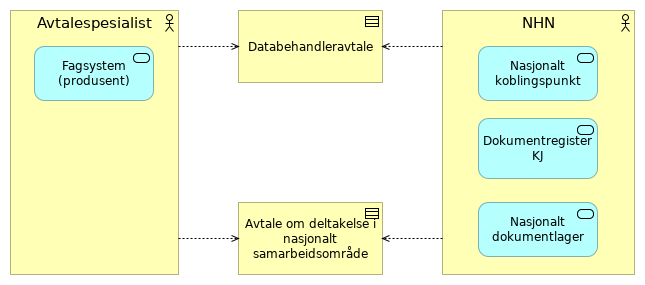 Avtalespesialist
Fagsystem
(produsent)
Databehandleravtale
Avtale om deltakelse i
nasjonalt
samarbeidsområde
NHN
Nasjonalt
koblingspunkt
Dokumentregister
KJ
Nasjonalt
dokumentlager